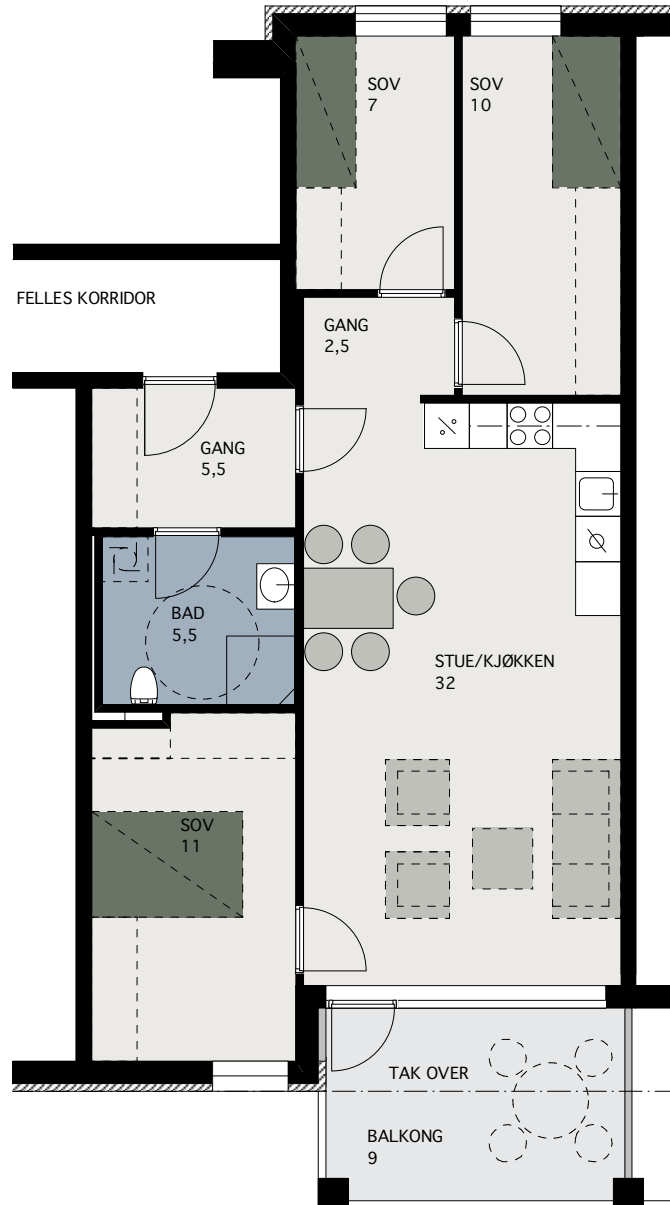 SOV
7
SOV
10
FELLES KORRIDOR
GANG
2,5
GANG
5,5
BAD
5,5
STUE/KJØKKEN
32
SOV
11
TAK OVER
BALKONG
9